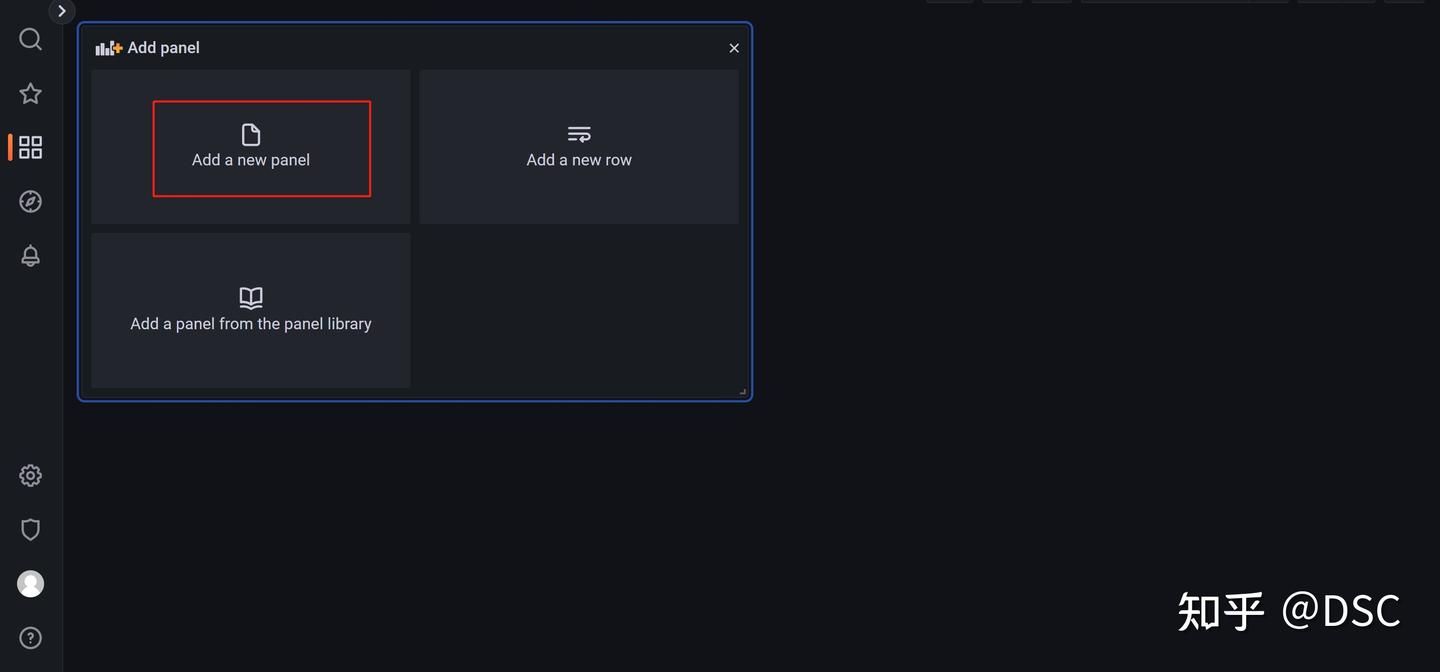 Add panel
Add a new panel
Add a new row
Add a panel from the panel library
知乎 @DSC